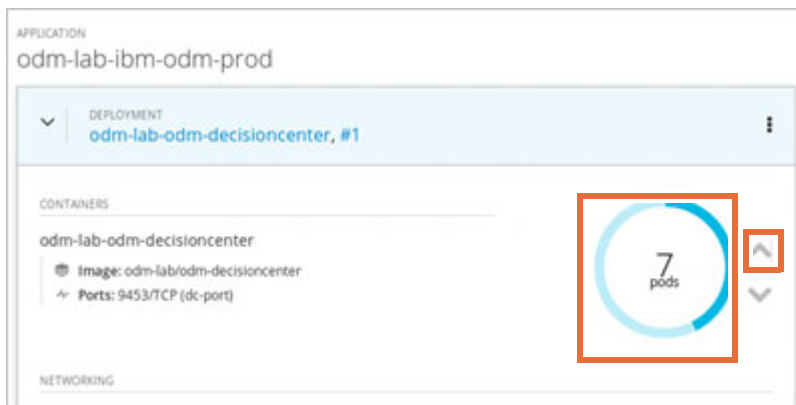 APPLICATION
odm-lab-ibm-odm-prod
DEPLOYMENT
odm-lab-odm-decisioncenter, #1
CONTAINERS
odm-lab-odm-decisioncenter
Image: odm-lab/odm-decisioncenter
Ports: 9453/TCP (dc-port)
7
pods
NETWORKING